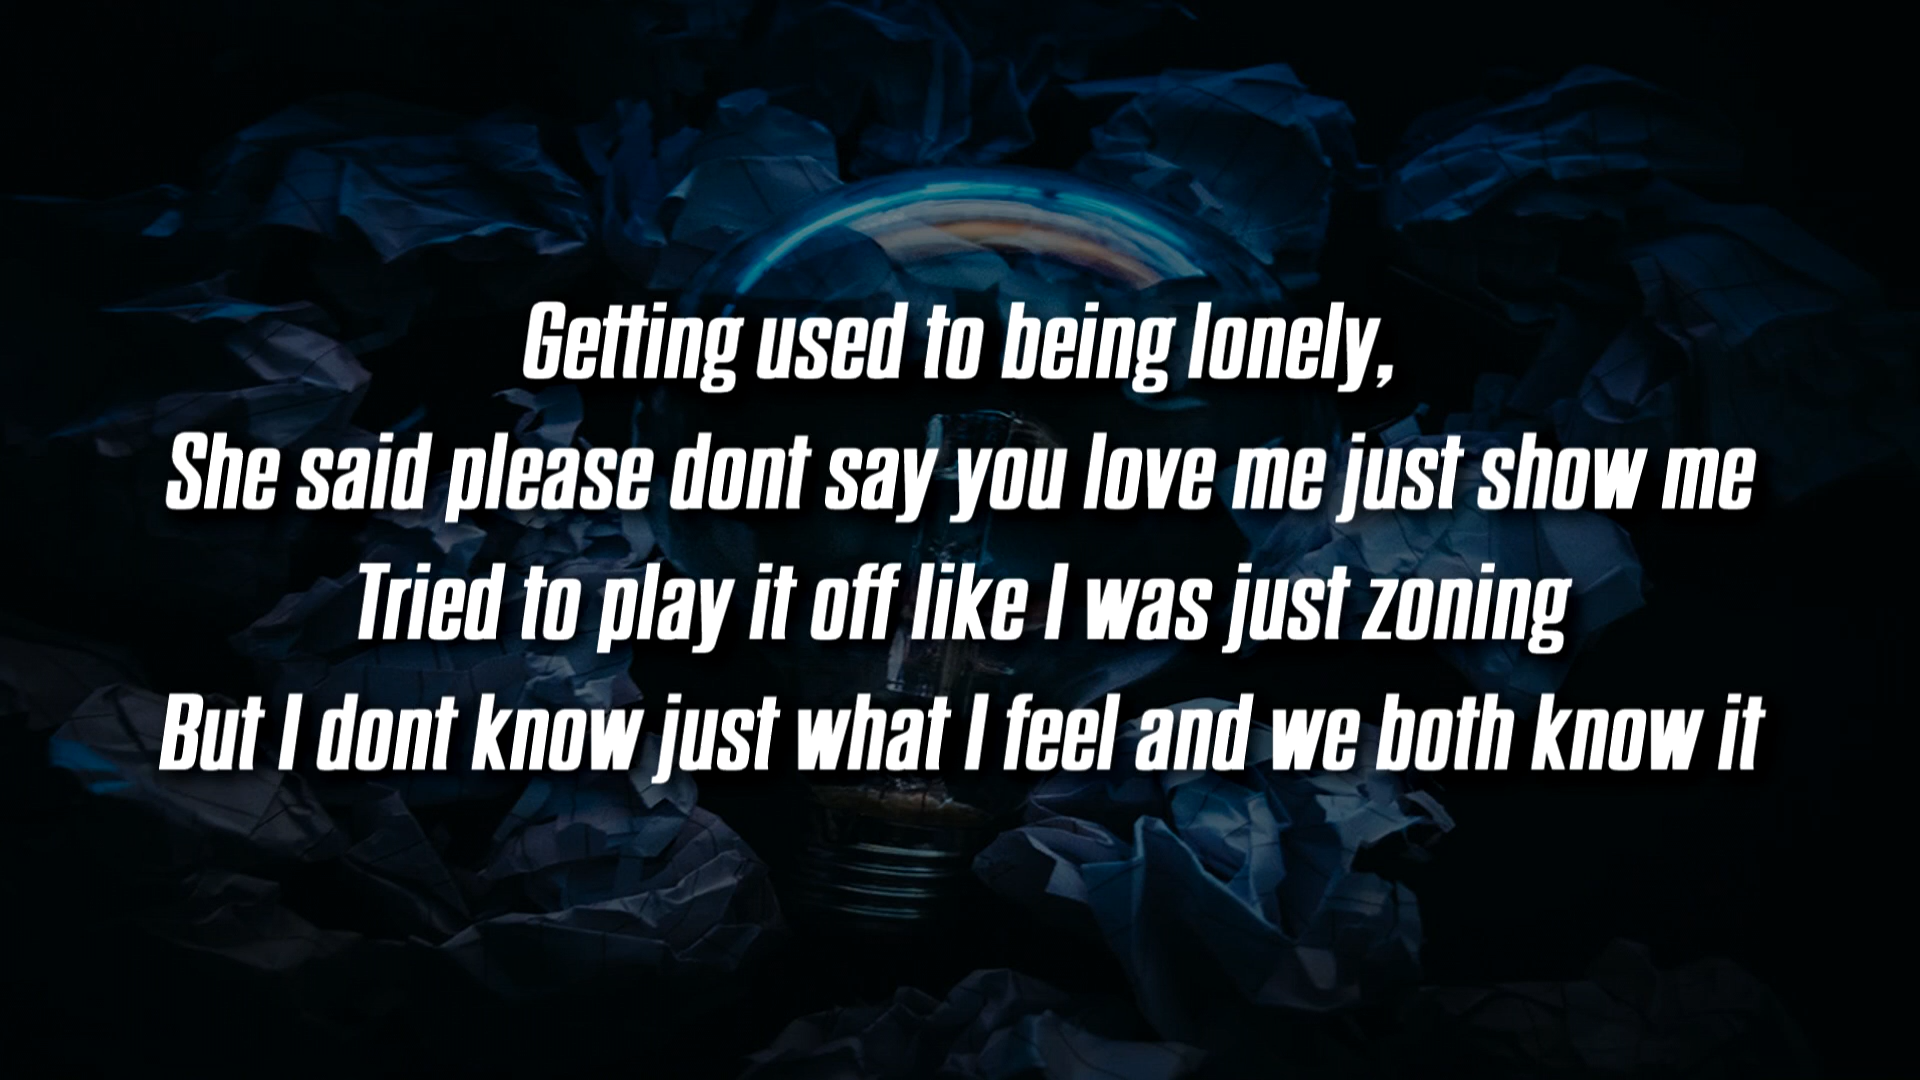 Getting used to being lonely,
She said please dont say you love me just show me
Tried to play it off like I was just zoning
But I dont know just what I feel and we both know it